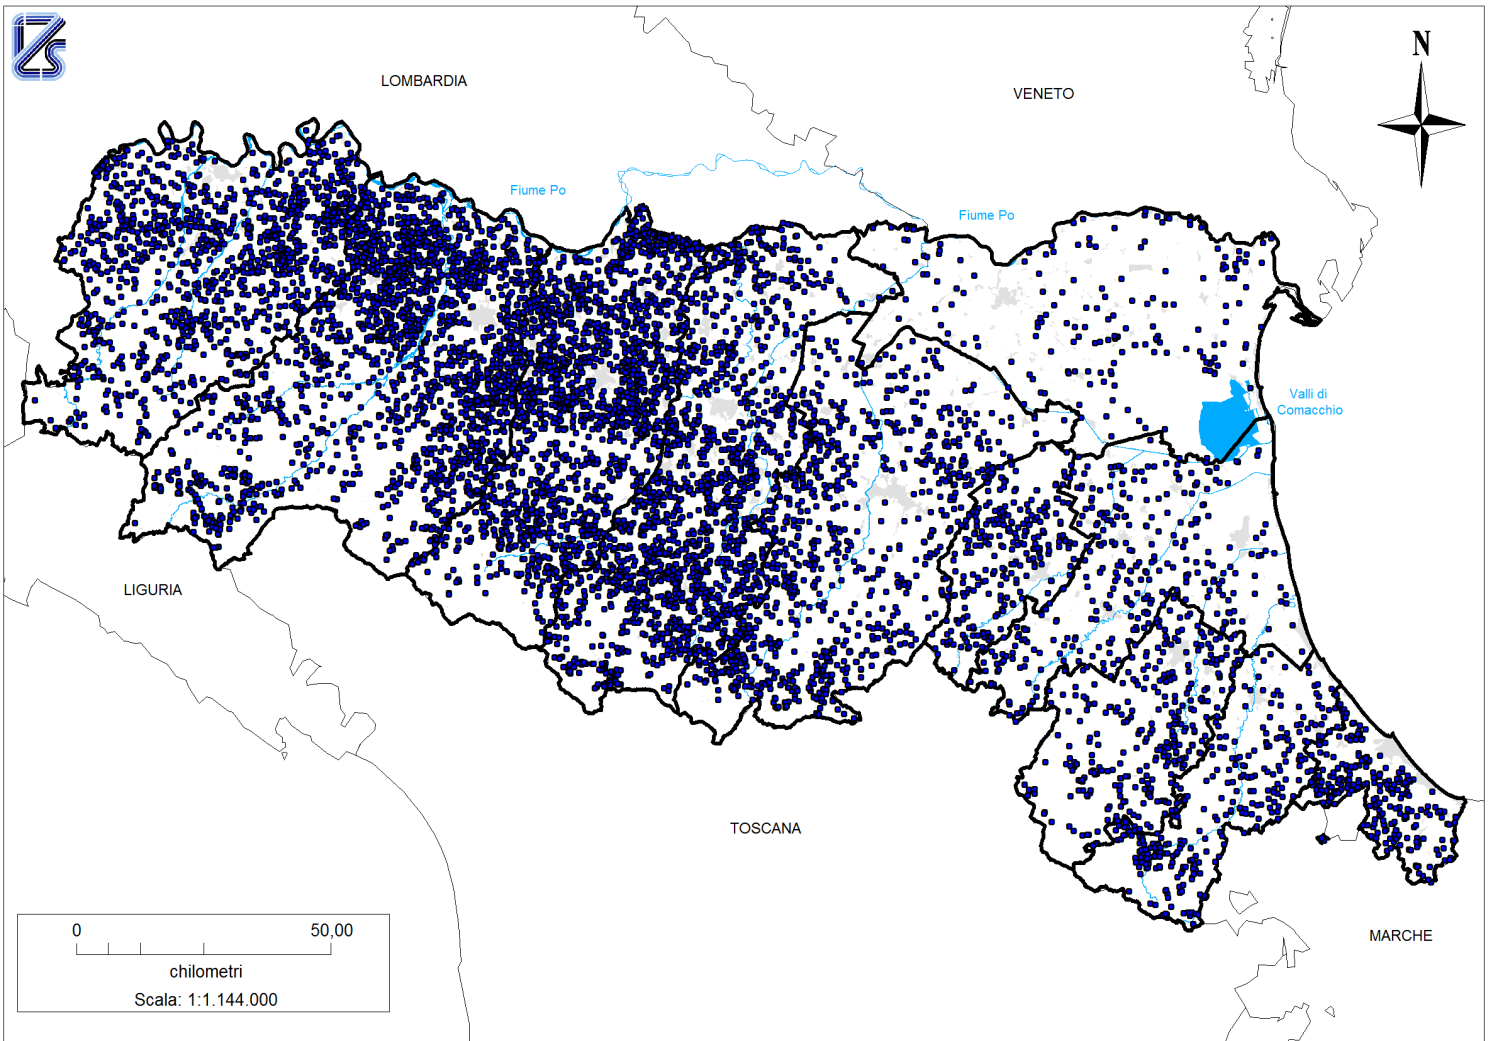 IZS
LOMBARDIA
VENETO
N
Fiume Po
Fiume Po
Valli di
Comacchio
LIGURIA
TOSCANA
MARCHE
0 50,00
chilometri
Scala: 1:1.144.000